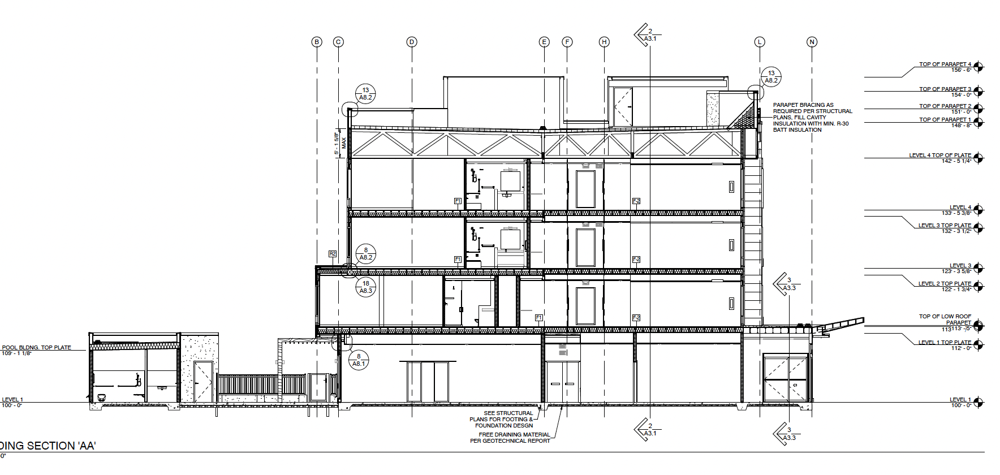 B
C
D
E
F
H
L
N
2
A3.1
TOP OF PARAPET 4
156' - 6"
13
A8.2
13
A8.2
TOP OF PARAPET 3
154' - 0"
TOP OF PARAPET 2
151' - 0"
TOP OF PARAPET 1
148' - 8"
PARAPET BRACING AS
REQUIRED PER STRUCTURAL
PLANS, FILL CAVITY
INSULATION WITH MIN. R-30
BATT INSULATION
5' - 1 5/8"
MAX
LEVEL 4 TOP OF PLATE
142' - 5 1/4"
F1
F-2
LEVEL 4
133' - 5 3/8"
LEVEL 3 TOP PLATE
132' - 3 1/2"
R2
8
A8.2
F1
F-2
LEVEL 3
123' - 3 5/8"
18
A8.3
3
A3.3
LEVEL 2 TOP PLATE
122' - 1 3/4"
F1
F-2
TOP OF LOW ROOF
PARAPET
LEVEL 1 TOP PLATE
112' - 0"
POOL BLDNG. TOP PLATE
109' - 1 1/8"
8
A8.1
LEVEL 1
100' - 0"
LEVEL 1
100' - 0"
SEE STRUCTURAL
PLANS FOR FOOTING &
FOUNDATION DESGN
FREE DRAINING MATERIAL
PER GEOTECHNICAL REPORT
2
A3.1
3
A3.3
DING SECTION 'AA'
-0"